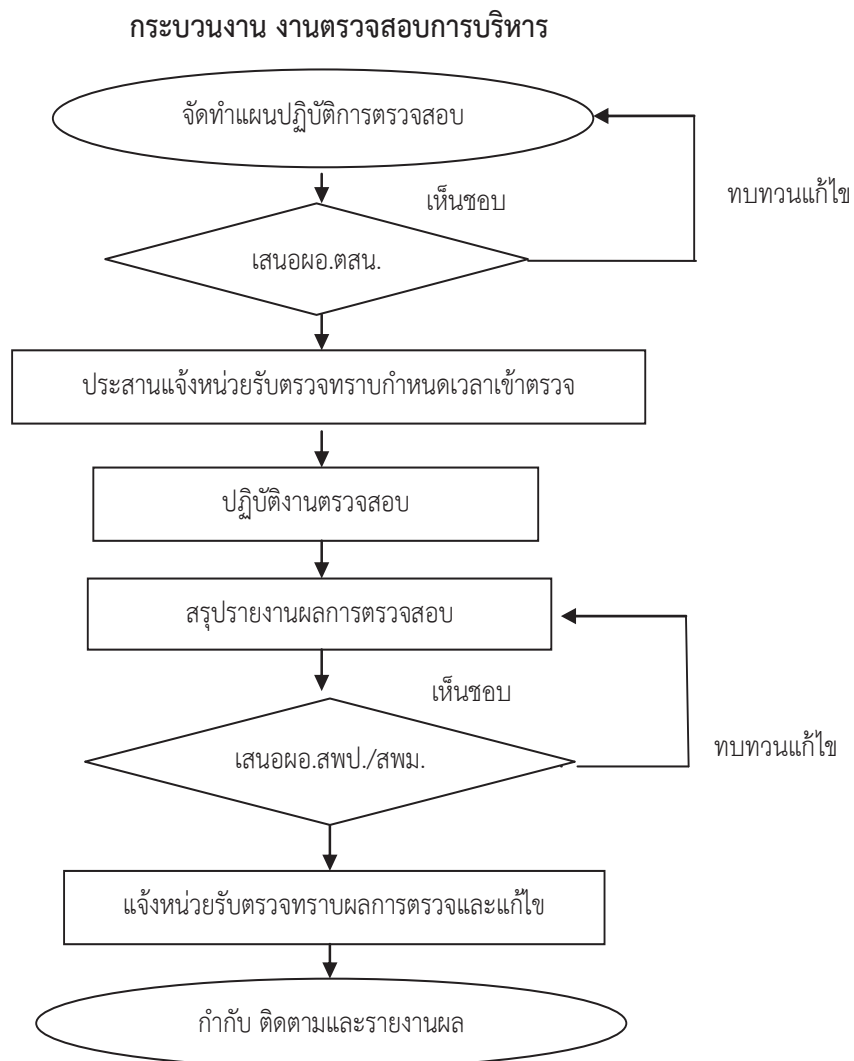 กระบวนงาน งานตรวจสอบการบริหาร
จัดทำแผนปฏิบัติการตรวจสอบ
เห็นชอบ
ทบทวนแก้ไข
เสนอผอ.ตสน.
ประสานแจ้งหน่วยรับตรวจทราบกำหนดเวลาเข้าตรวจ
ปฏิบัติงานตรวจสอบ
สรุปรายงานผลการตรวจสอบ
เห็นชอบ
ทบทวนแก้ไข
เสนอผอ.สพป./สพม.
แจ้งหน่วยรับตรวจทราบผลการตรวจและแก้ไข
กำกับ ติดตามและรายงานผล